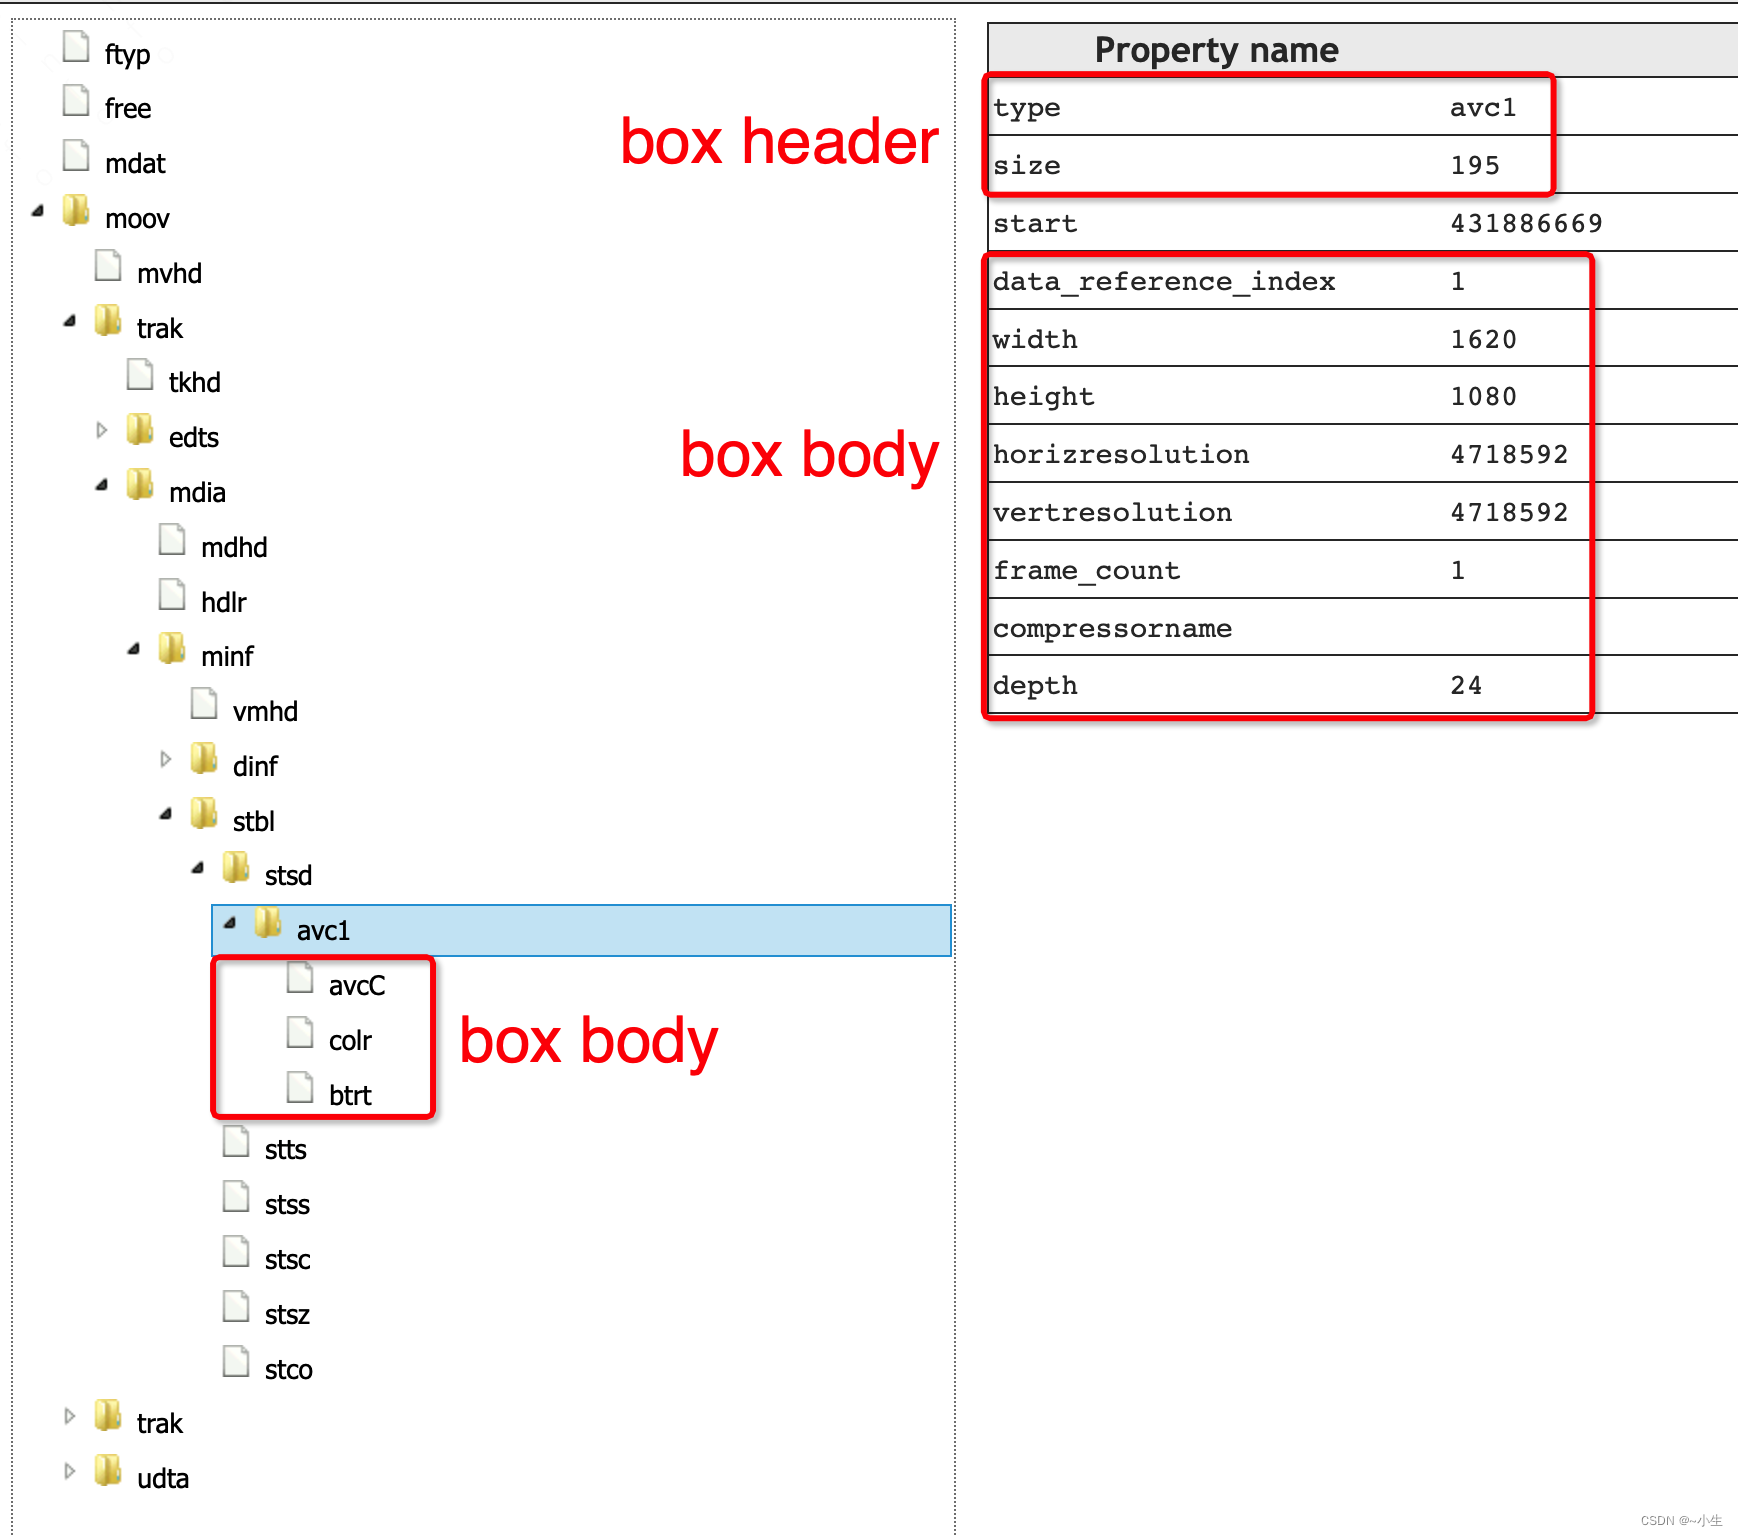 ftyp
free
mdat
moov
mvhd
trak
tkhd
edts
mdia
mdhd
hdlr
minf
vmhd
dinf
stbl
stsd
avc1
avcC
colr
btrt
stts
stss
stsc
stsz
stco
trak
udta
box header
box body
box body
Property name
type avc1
size 195
start 431886669
data_reference_index 1
width 1620
height 1080
horizresolution 4718592
vertresolution 4718592
frame_count 1
compressorname
depth 24
CSDN @~小生